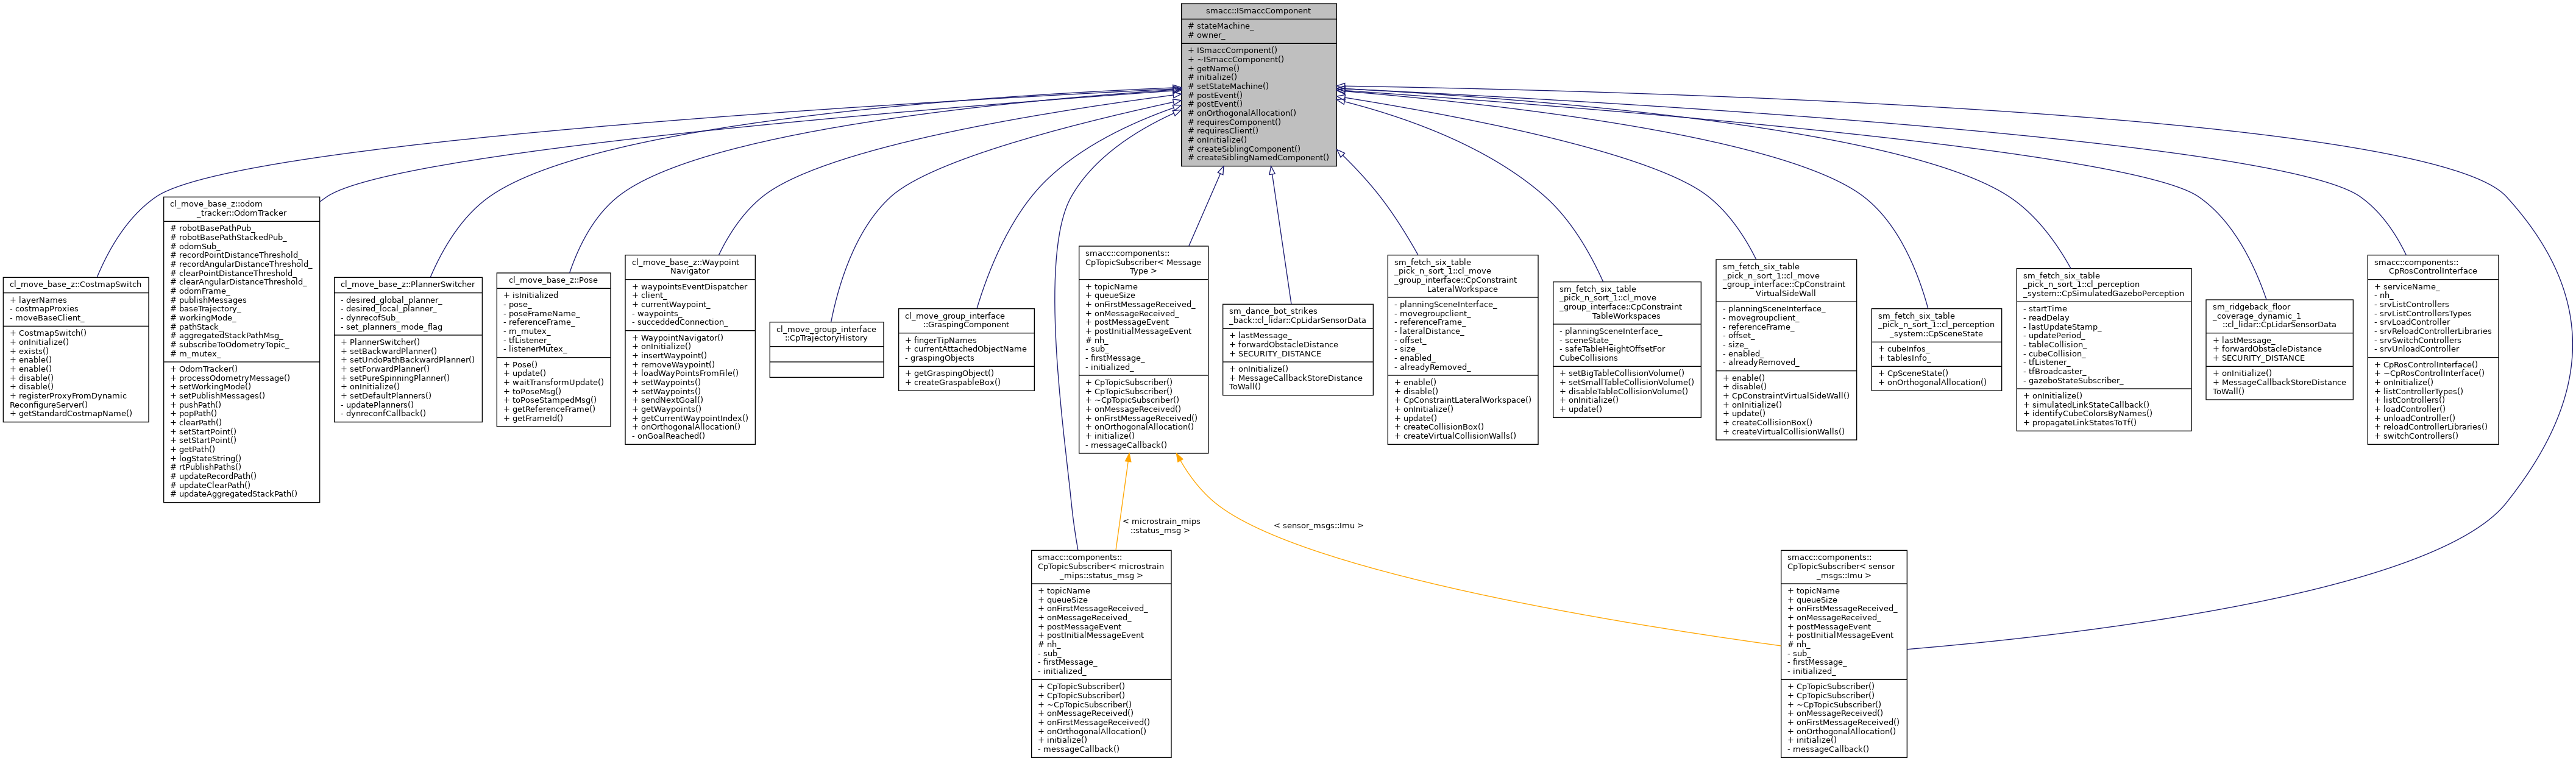 smacc::ISmaccComponent
# stateMachine_
# owner_
+ ISmaccComponent()
+ ~ISmaccComponent()
+ getName()
# initialize()
# setStateMachine()
# postEvent()
# postEvent()
# onOrthogonalAllocation()
# requiresComponent()
# requiresClient()
# onInitialize()
# createSiblingComponent()
# createSiblingNamedComponent()
cl_move_base_z::CostmapSwitch
+ layerNames
- costmapProxies
- moveBaseClient_
+ CostmapSwitch()
+ onInitialize()
+ exists()
+ enable()
+ enable()
+ disable()
+ disable()
+ registerProxyFromDynamic
ReconfigureServer()
+ getStandardCostmapName()
cl_move_base_z::odom
_tracker::OdomTracker
# robotBasePathPub_
# robotBasePathStackedPub_
# odomSub_
# recordPointDistanceThreshold_
# recordAngularDistanceThreshold_
# clearPointDistanceThreshold_
# clearAngularDistanceThreshold_
# odomFrame_
# publishMessages
# baseTrajectory_
# workingMode_
# pathStack_
# aggregatedStackPathMsg_
# subscribeToOdometryTopic_
# m_mutex_
+ OdomTracker()
+ processOdometryMessage()
+ setWorkingMode()
+ setPublishMessages()
+ pushPath()
+ popPath()
+ clearPath()
+ setStartPoint()
+ setStartPoint()
+ getPath()
+ logStateString()
# rtPublishPaths()
# updateRecordPath()
# updateClearPath()
# updateAggregatedStackPath()
cl_move_base_z::PlannerSwitcher
- desired_global_planner_
- desired_local_planner_
- dynrecofSub_
- set_planners_mode_flag
+ PlannerSwitcher()
+ setBackwardPlanner()
+ setUndoPathBackwardPlanner()
+ setForwardPlanner()
+ setPureSpinningPlanner()
+ onInitialize()
+ setDefaultPlanners()
- updatePlanners()
- dynreconfCallback()
cl_move_base_z::Pose
+ isInitialized
- pose_
- poseFrameName_
- referenceFrame_
- m_mutex_
- tfListener_
- listenerMutex_
+ Pose()
+ update()
+ waitTransformUpdate()
+ toPoseMsg()
+ toPoseStampedMsg()
+ getReferenceFrame()
+ getFrameId()
cl_move_base_z::Waypoint
Navigator
+ waypointsEventDispatcher
+ client_
+ currentWaypoint_
- waypoints_
- succeddedConnection_
+ WaypointNavigator()
+ onInitialize()
+ insertWaypoint()
+ removeWaypoint()
+ loadWayPointsFromFile()
+ setWaypoints()
+ setWaypoints()
+ sendNextGoal()
+ getWaypoints()
+ getCurrentWaypointIndex()
+ onOrthogonalAllocation()
- onGoalReached()
cl_move_group_interface
::CpTrajectoryHistory
cl_move_group_interface
::GraspingComponent
+ fingerTipNames
+ currentAttachedObjectName
- graspingObjects
+ getGraspingObject()
+ createGraspableBox()
smacc::components::
CpTopicSubscriber< Message
Type >
+ topicName
+ queueSize
+ onFirstMessageReceived_
+ onMessageReceived_
+ postMessageEvent
+ postInitialMessageEvent
# nh_
- sub_
- firstMessage_
- initialized_
+ CpTopicSubscriber()
+ CpTopicSubscriber()
+ ~CpTopicSubscriber()
+ onMessageReceived()
+ onFirstMessageReceived()
+ onOrthogonalAllocation()
+ initialize()
- messageCallback()
sm_dance_bot_strikes
_back::cl_lidar::CpLidarSensorData
+ lastMessage_
+ forwardObstacleDistance
+ SECURITY_DISTANCE
+ onInitialize()
+ MessageCallbackStoreDistance
ToWall()
sm_fetch_six_table
_pick_n_sort_1::cl_move
_group_interface::CpConstraint
LateralWorkspace
- planningSceneInterface_
- movegroupclient_
- referenceFrame_
- lateralDistance_
- offset_
- size_
- enabled_
- alreadyRemoved_
+ enable()
+ disable()
+ CpConstraintLateralWorkspace()
+ onInitialize()
+ update()
+ createCollisionBox()
+ createVirtualCollisionWalls()
sm_fetch_six_table
_pick_n_sort_1::cl_move
_group_interface::CpConstraint
TableWorkspaces
- planningSceneInterface_
- sceneState_
- safeTableHeightOffsetFor
CubeCollisions
+ setBigTableCollisionVolume()
+ setSmallTableCollisionVolume()
+ disableTableCollisionVolume()
+ onInitialize()
+ update()
sm_fetch_six_table
_pick_n_sort_1::cl_move
_group_interface::CpConstraint
VirtualSideWall
- planningSceneInterface_
- movegroupclient_
- referenceFrame_
- offset_
- size_
- enabled_
- alreadyRemoved_
+ enable()
+ disable()
+ CpConstraintVirtualSideWall()
+ onInitialize()
+ update()
+ createCollisionBox()
+ createVirtualCollisionWalls()
sm_fetch_six_table
_pick_n_sort_1::cl_perception
_system::CpSceneState
+ cubeInfos_
+ tablesInfo_
+ CpSceneState()
+ onOrthogonalAllocation()
sm_fetch_six_table
_pick_n_sort_1::cl_perception
_system::CpSimulatedGazeboPerception
- startTime
- readDelay
- lastUpdateStamp_
- updatePeriod_
- tableCollision_
- cubeCollision_
- tfListener_
- tfBroadcaster_
- gazeboStateSubscriber_
+ onInitialize()
+ simulatedLinkStateCallback()
+ identifyCubeColorsByNames()
+ propagateLinkStatesToTf()
sm_ridgeback_floor
_coverage_dynamic_1
::cl_lidar::CpLidarSensorData
+ lastMessage_
+ forwardObstacleDistance
+ SECURITY_DISTANCE
+ onInitialize()
+ MessageCallbackStoreDistance
ToWall()
smacc::components::
CpRosControlInterface
+ serviceName_
- nh_
- srvListControllers
- srvListControllersTypes
- srvLoadController
- srvReloadControllerLibraries
- srvSwitchControllers
- srvUnloadController
+ CpRosControlInterface()
+ ~CpRosControlInterface()
+ onInitialize()
+ listControllerTypes()
+ listControllers()
+ loadController()
+ unloadController()
+ reloadControllerLibraries()
+ switchControllers()
< microstrain_mips
::status_msg >
< sensor_msgs::Imu >
smacc::components::
CpTopicSubscriber< microstrain
_mips::status_msg >
+ topicName
+ queueSize
+ onFirstMessageReceived_
+ onMessageReceived_
+ postMessageEvent
+ postInitialMessageEvent
# nh_
- sub_
- firstMessage_
- initialized_
+ CpTopicSubscriber()
+ CpTopicSubscriber()
+ ~CpTopicSubscriber()
+ onMessageReceived()
+ onFirstMessageReceived()
+ onOrthogonalAllocation()
+ initialize()
- messageCallback()
smacc::components::
CpTopicSubscriber< sensor
_msgs::Imu >
+ topicName
+ queueSize
+ onFirstMessageReceived_
+ onMessageReceived_
+ postMessageEvent
+ postInitialMessageEvent
# nh_
- sub_
- firstMessage_
- initialized_
+ CpTopicSubscriber()
+ CpTopicSubscriber()
+ ~CpTopicSubscriber()
+ onMessageReceived()
+ onFirstMessageReceived()
+ onOrthogonalAllocation()
+ initialize()
- messageCallback()